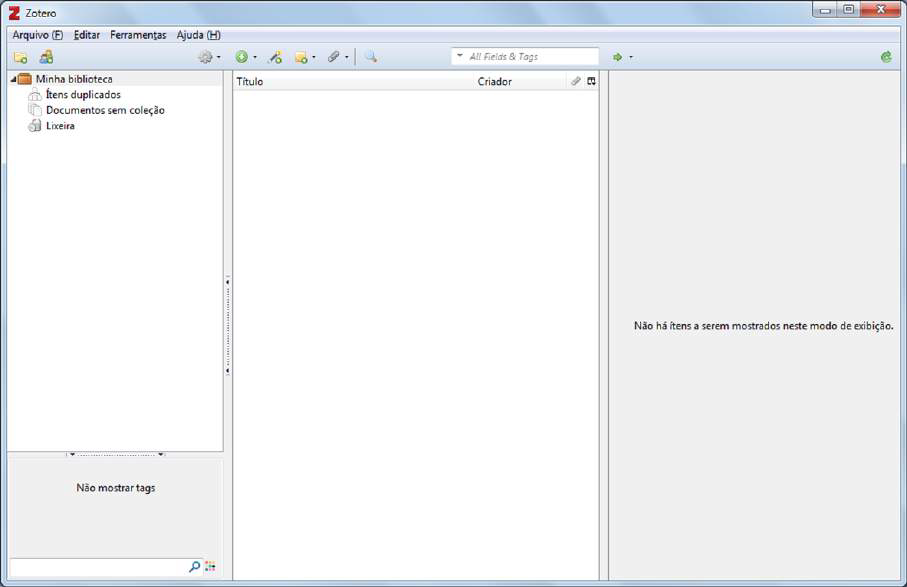 Zotero
Arquivo (F) Editar Ferramentas Ajuda (H)
All Fields & Tags
Minha biblioteca
Ítens duplicados
Documentos sem coleção
Lixeira
Título Criador
Não há ítens a serem mostrados neste modo de exibição.
Não mostrar tags